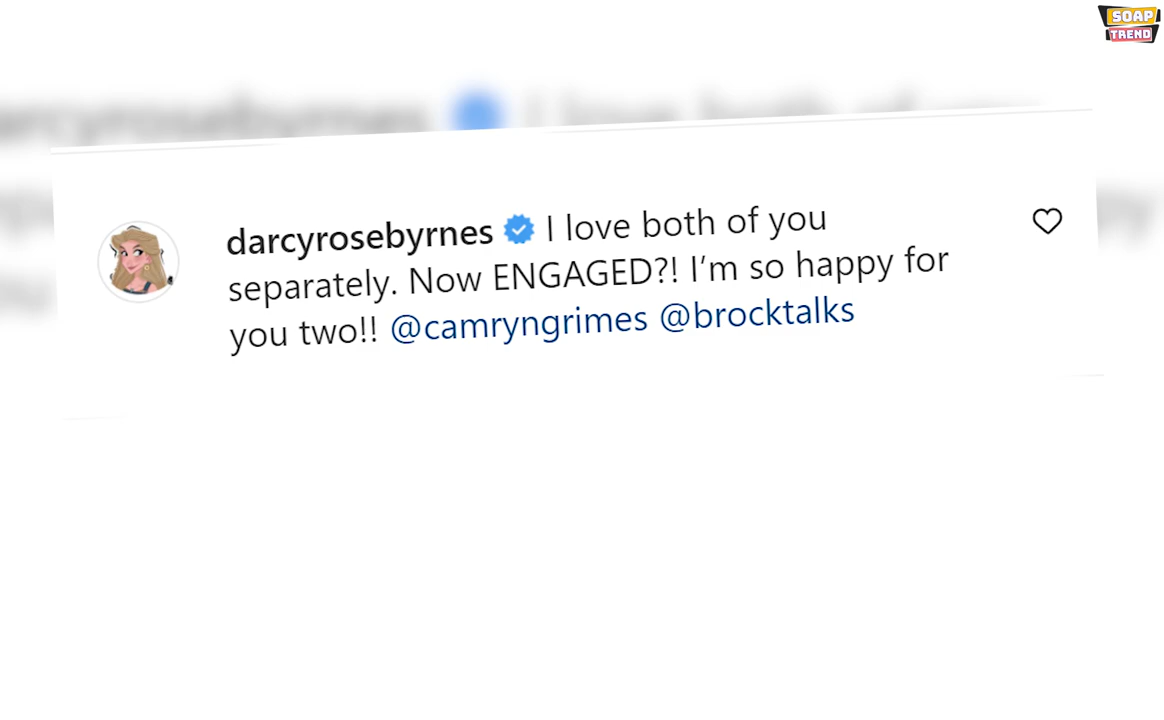 SOAP
TREND
darcyrosebyrnes I love both of you
separately. Now ENGAGED?! I’m so happy for
you two!! @camryngrimes @brocktalks